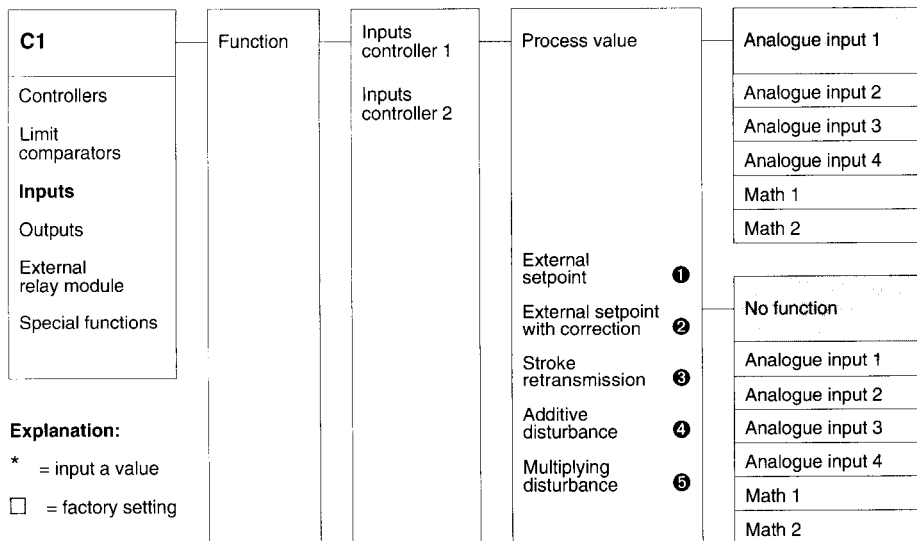 C1
Controllers
Limit
comparators
Inputs
Outputs
External
relay module
Special functions
Explanation:
* = input a value
□ = factory setting
Function
Inputs
controller 1
Inputs
controller 2
Process value
External
setpoint ❶
External setpoint
with correction ❷
Stroke
retransmission ❸
Additive
disturbance ❹
Multiplying
disturbance ❺
Analogue input 1
Analogue input 2
Analogue input 3
Analogue input 4
Math 1
Math 2
No function
Analogue input 1
Analogue input 2
Analogue input 3
Analogue input 4
Math 1
Math 2